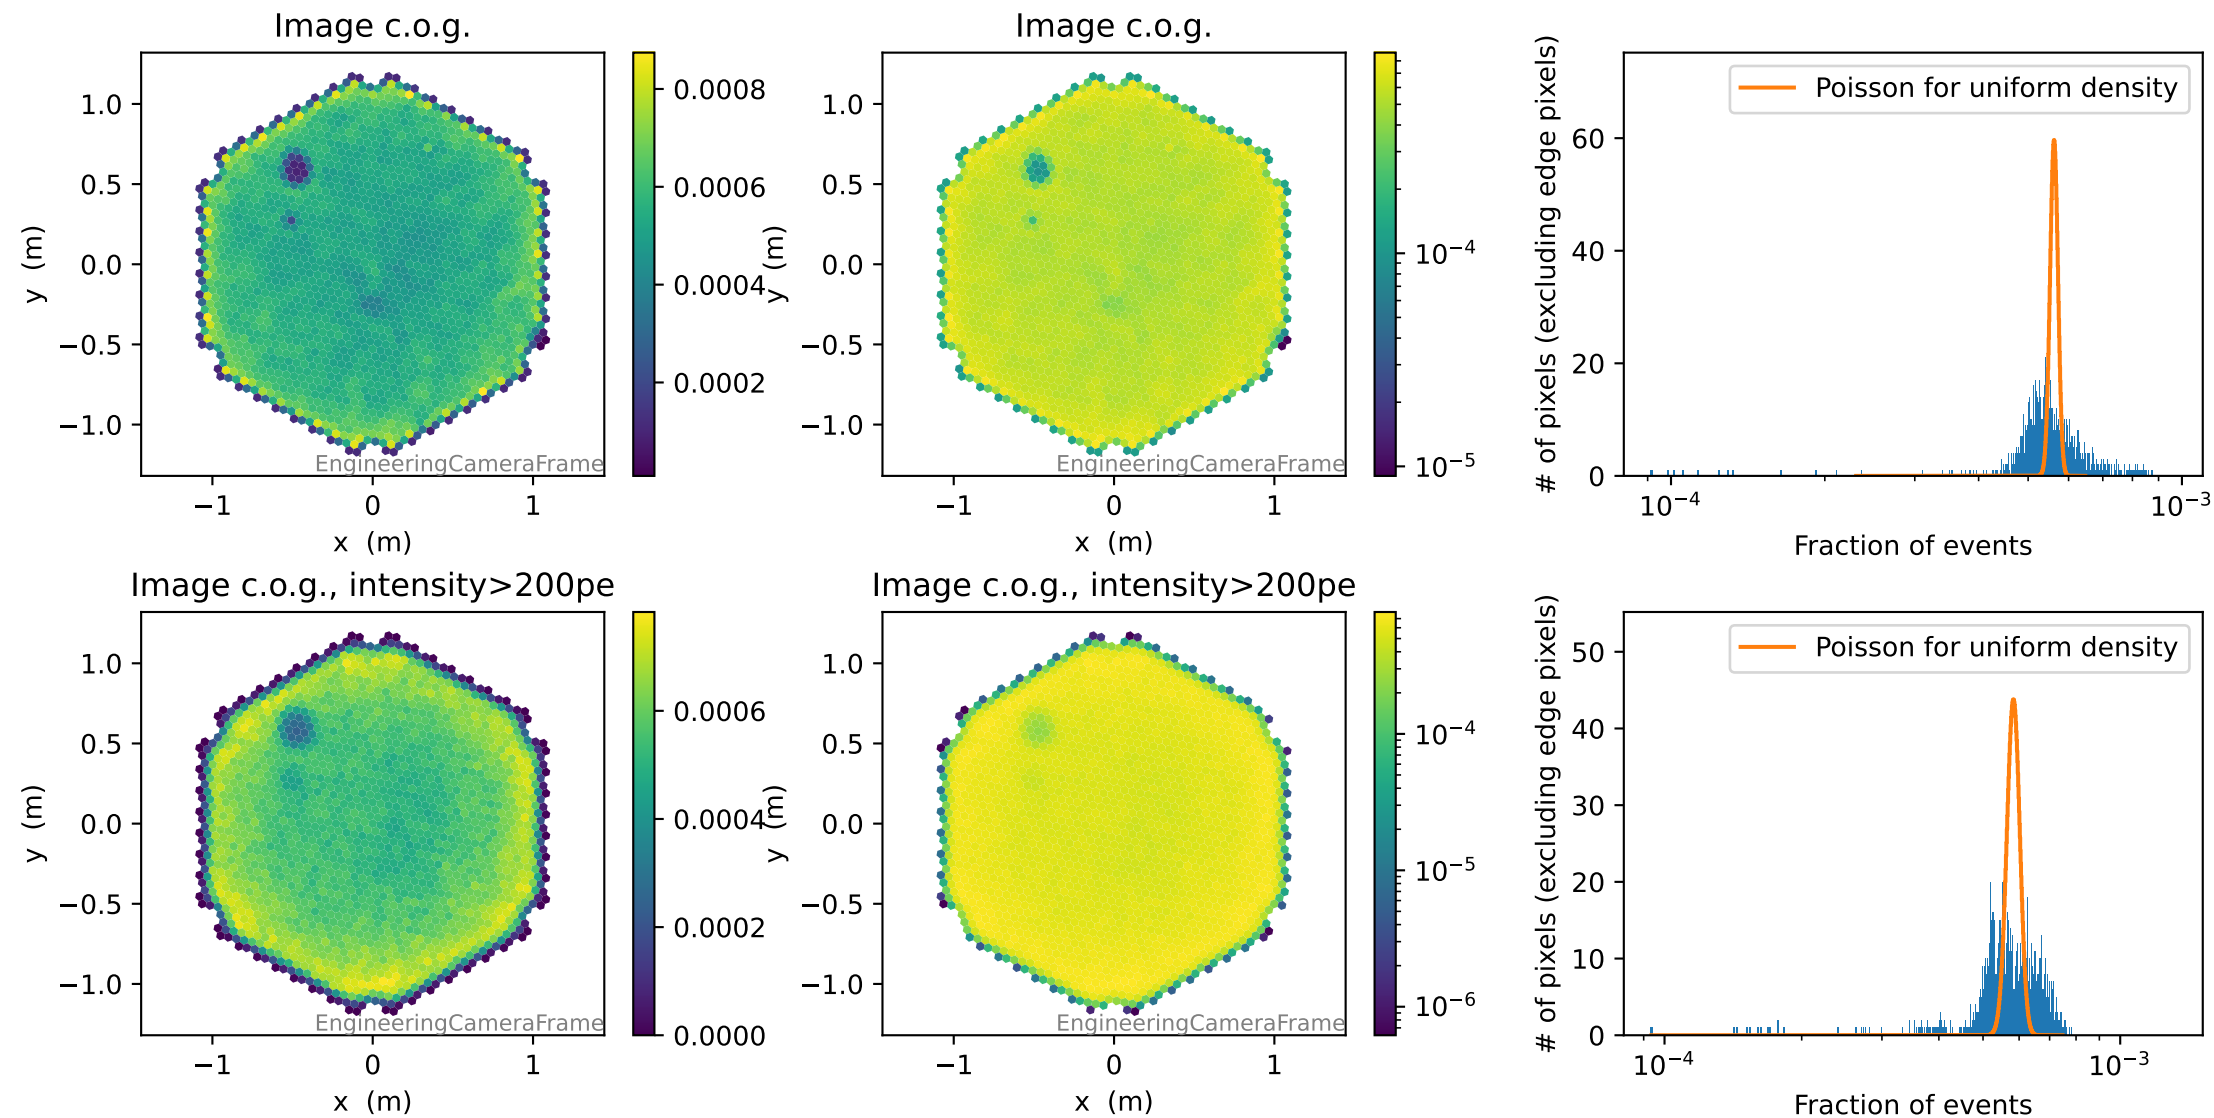 Image c.o.g.
y (m)
1.0
0.5
0.0
−0.5
−1.0
−1
0
1
x (m)
EngineeringCameraFrame
0.0008
0.0006
0.0004
0.0002
Image c.o.g.
y (m)
1.0
0.5
0.0
−0.5
−1.0
−1
0
1
x (m)
EngineeringCameraFrame
10−4
10−5
# of pixels (excluding edge pixels)
60
40
20
0
Poisson for uniform density
10−4
10−3
Fraction of events
Image c.o.g., intensity>200pe
y (m)
1.0
0.5
0.0
−0.5
−1.0
−1
0
1
x (m)
EngineeringCameraFrame
0.0006
0.0004
0.0002
0.0000
Image c.o.g., intensity>200pe
y (m)
1.0
0.5
0.0
−0.5
−1.0
−1
0
1
x (m)
EngineeringCameraFrame
10−4
10−5
10−6
# of pixels (excluding edge pixels)
50
40
30
20
10
0
Poisson for uniform density
10−4
10−3
Fraction of events